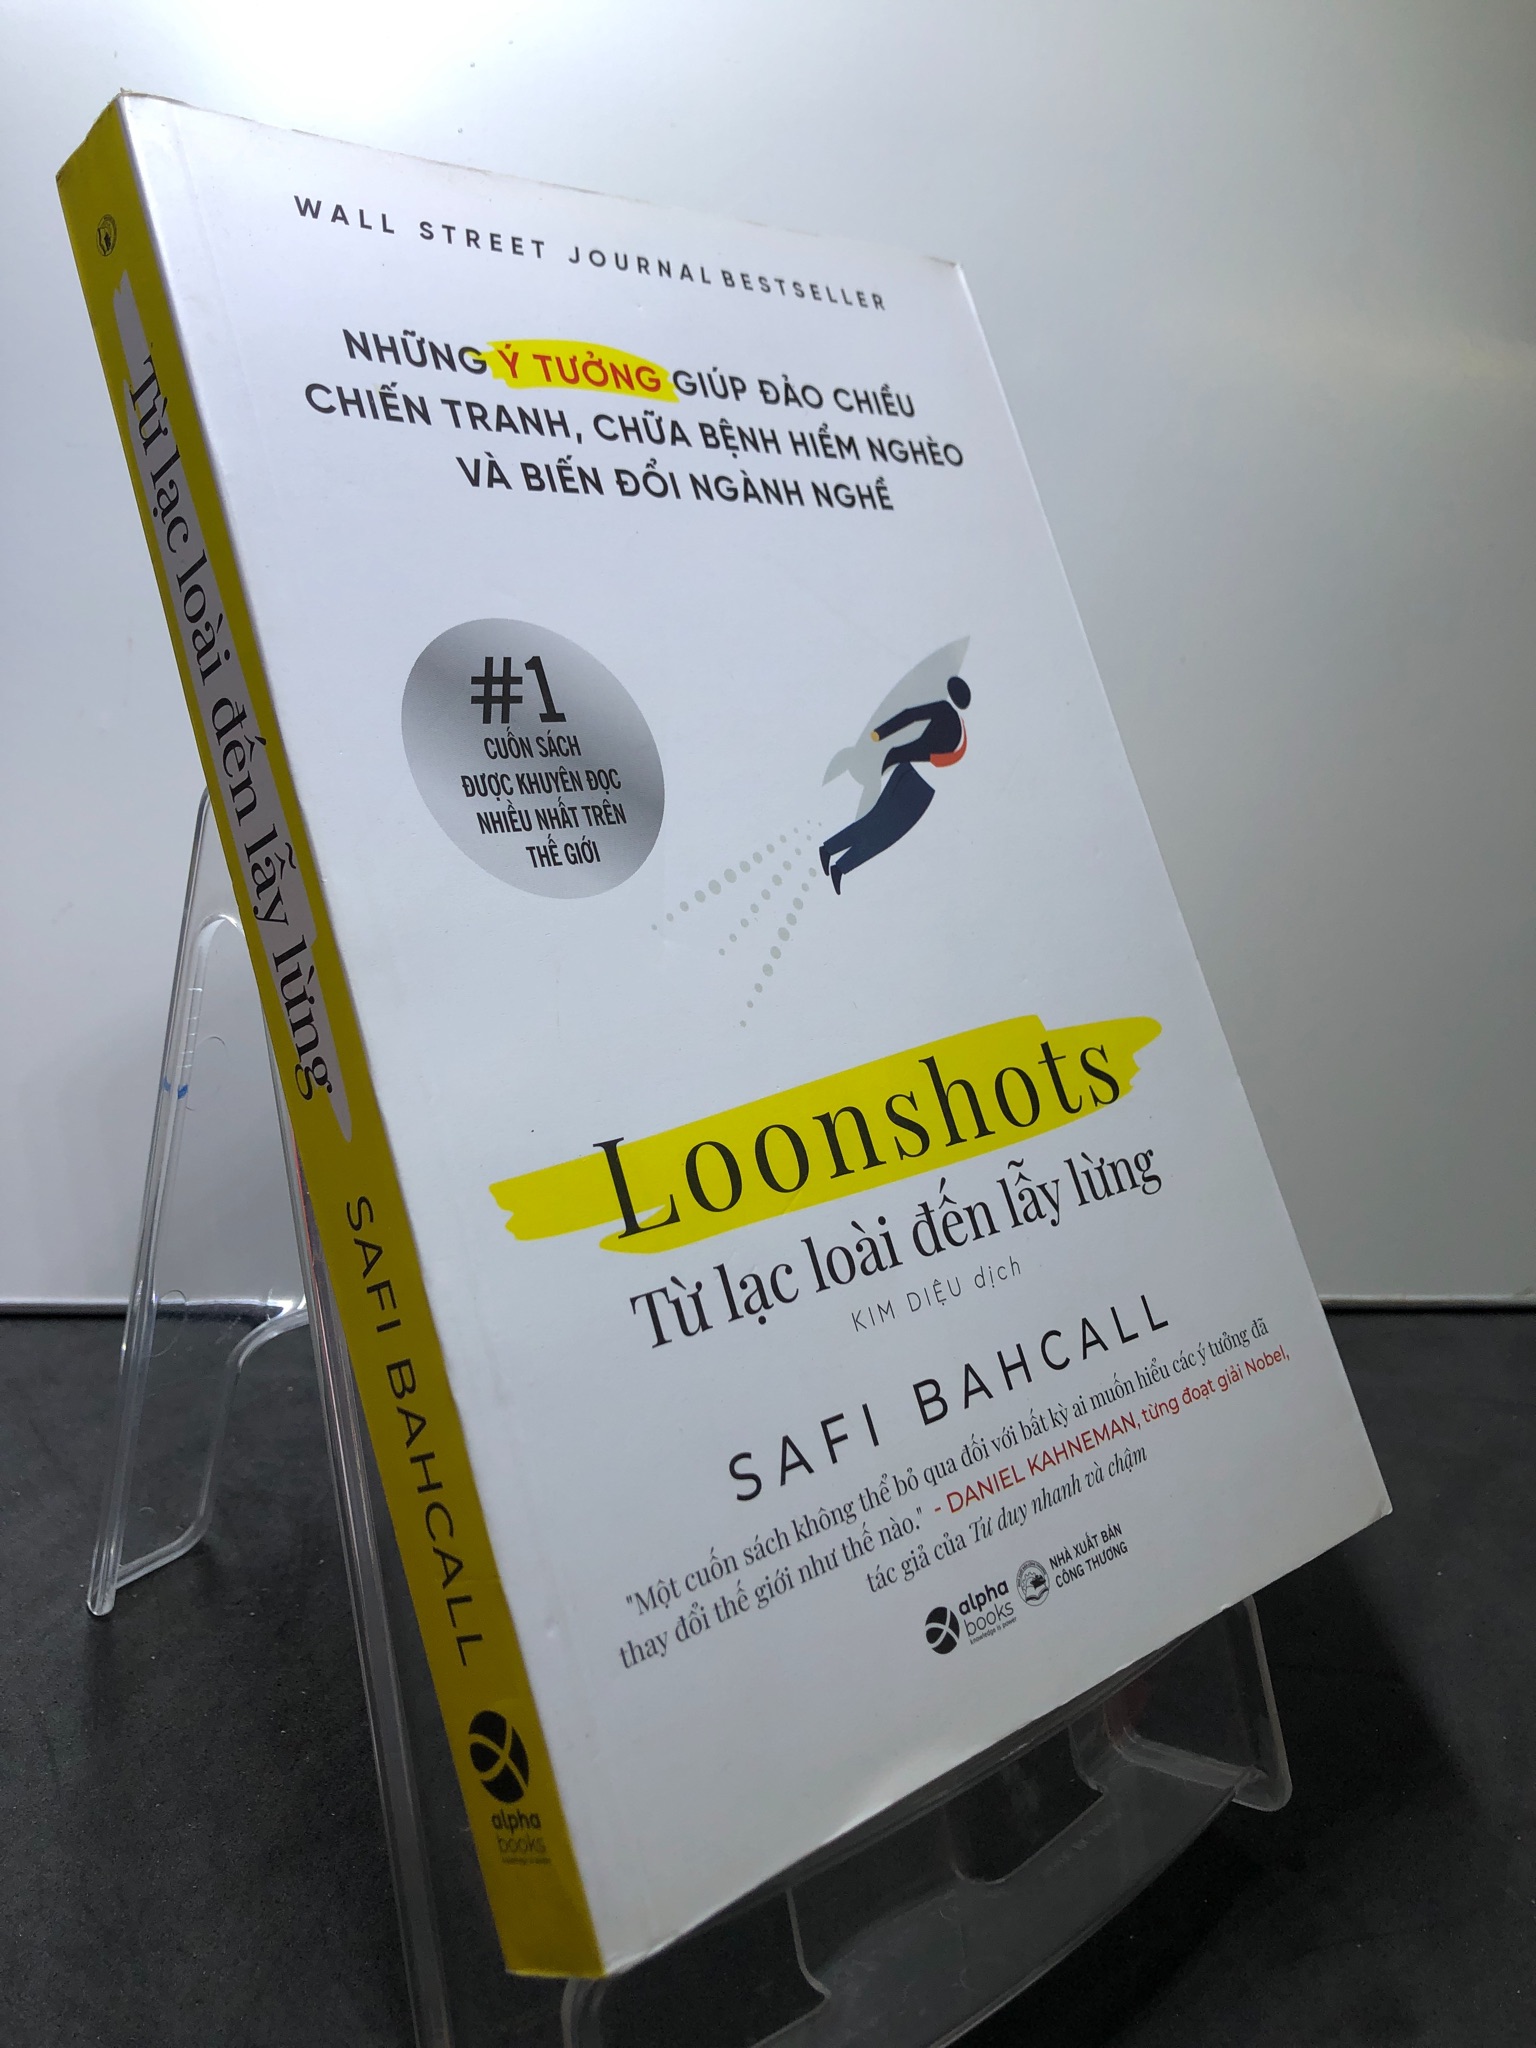 WALL STREET JOURNAL BESTSELLER
NHỮNG Ý TƯỞNG GIÚP ĐẢO CHIỀU
CHIẾN TRANH, CHỮA BỆNH HIỂM NGHÈO
VÀ BIẾN ĐỔI NGÀNH NGHỀ
#1
CUỐN SÁCH
ĐƯỢC KHUYÊN ĐỌC
NHIỀU NHẤT TRÊN
THẾ GIỚI
Loonshots
Từ lạc loài đến lẫy lừng
KIM DIỆU dịch
SAFI BAHCALL
"Một cuốn sách không thể bỏ qua đối với bất kỳ ai muốn hiểu các ý tưởng đã
thay đổi thế giới như thế nào." - DANIEL KAHNEMAN, từng đoạt giải Nobel,
tác giả của Tư duy nhanh và chậm
alpha
books
knowledge is power
NHÀ XUẤT BẢN
CÔNG THƯƠNG
Từ lạc loài đến lẫy lừng
SAFI BAHCALL
alpha
books